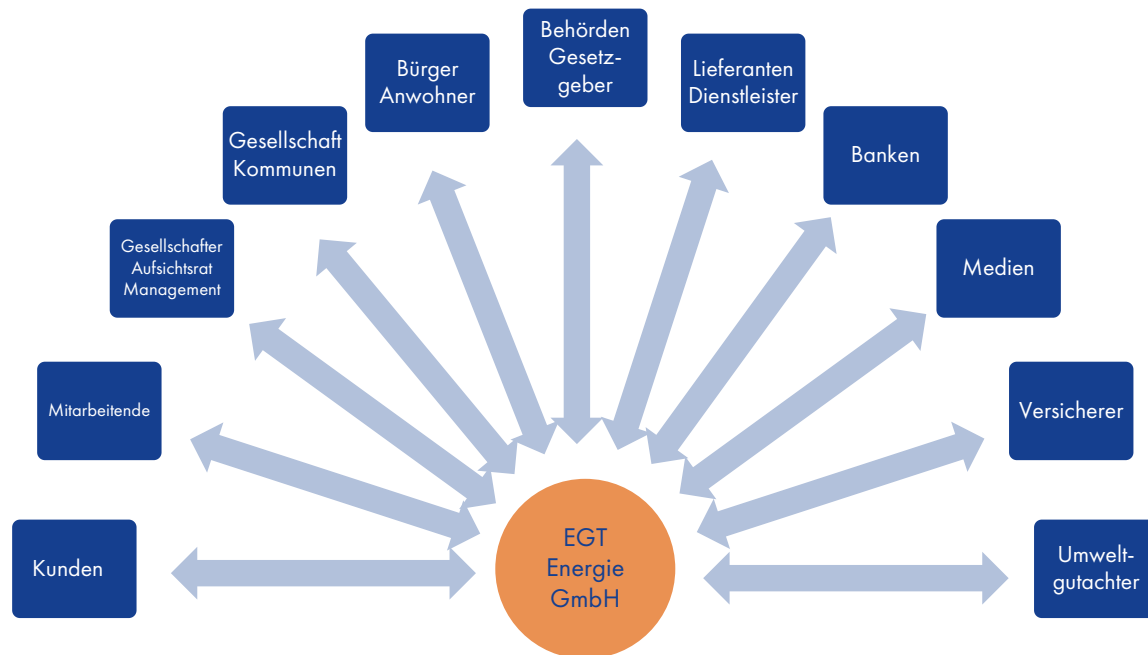 Behörden
Gesetz-
geber
Bürger
Anwohner
Lieferanten
Dienstleister
Gesellschaft
Kommunen
Banken
Gesellschafter
Aufsichtsrat
Management
Medien
Mitarbeitende
Versicherer
Kunden
EGT
Energie
GmbH
Umwelt-
gutachter